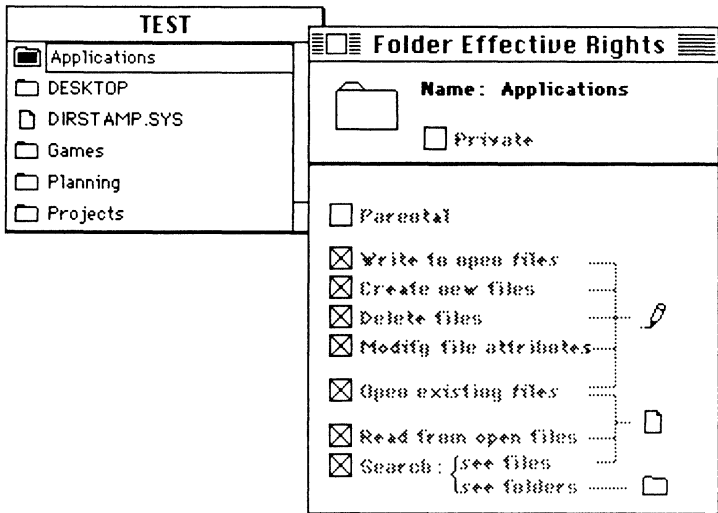 TEST
Applications
DESKTOP
DIRSTAMP.SYS
Games
Planning
Projects
Folder Effective Rights
Name: Applications
Private
Parental
Write to open files
Create new files
Delete files
Modify file attributes
Open existing files
Read from open files
Search: {see files
see folders